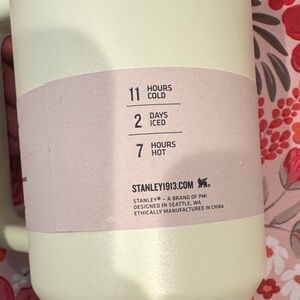 11 HOURS
COLD
2 DAYS
ICED
7 HOURS
HOT
STANLEY1913.COM
STANLEY® – A BRAND OF PMI
DESIGNED IN SEATTLE, WA
ETHICALLY MANUFACTURED IN CHINA